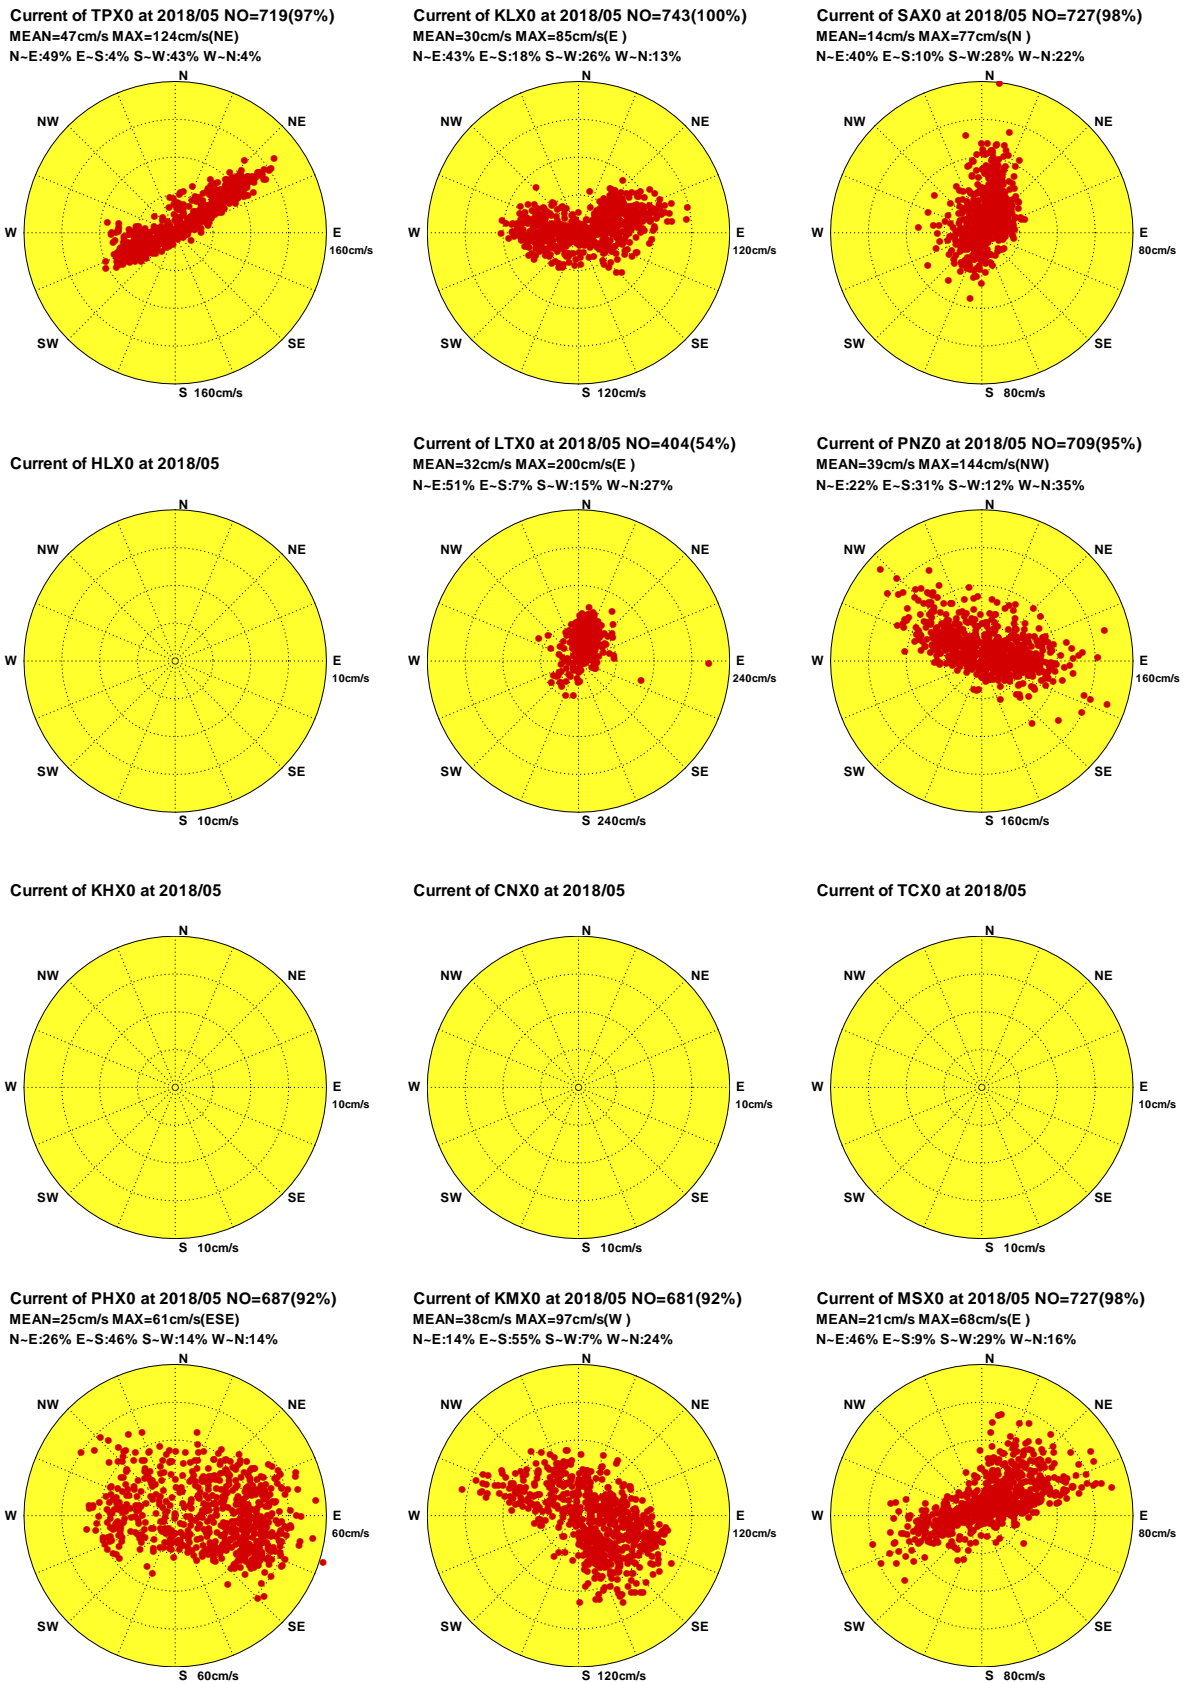 Current of TPX0 at 2018/05 NO=719(97%)
MEAN=47cm/s MAX=124cm/s(NE)
N~E:49% E~S:4% S~W:43% W~N:4%
N
NW
NE
W
E
160cm/s
SW
SE
S 160cm/s
Current of KLX0 at 2018/05 NO=743(100%)
MEAN=30cm/s MAX=85cm/s(E )
N~E:43% E~S:18% S~W:26% W~N:13%
N
NW
NE
W
E
120cm/s
SW
SE
S 120cm/s
Current of SAX0 at 2018/05 NO=727(98%)
MEAN=14cm/s MAX=77cm/s(N )
N~E:40% E~S:10% S~W:28% W~N:22%
N
NW
NE
W
E
80cm/s
SW
SE
S 80cm/s
Current of HLX0 at 2018/05
N
NW
NE
W
E
10cm/s
SW
SE
S 10cm/s
Current of LTX0 at 2018/05 NO=404(54%)
MEAN=32cm/s MAX=200cm/s(E )
N~E:51% E~S:7% S~W:15% W~N:27%
N
NW
NE
W
E
240cm/s
SW
SE
S 240cm/s
Current of PNZ0 at 2018/05 NO=709(95%)
MEAN=39cm/s MAX=144cm/s(NW)
N~E:22% E~S:31% S~W:12% W~N:35%
N
NW
NE
W
E
160cm/s
SW
SE
S 160cm/s
Current of KHX0 at 2018/05
N
NW
NE
W
E
10cm/s
SW
SE
S 10cm/s
Current of CNX0 at 2018/05
N
NW
NE
W
E
10cm/s
SW
SE
S 10cm/s
Current of TCX0 at 2018/05
N
NW
NE
W
E
10cm/s
SW
SE
S 10cm/s
Current of PHX0 at 2018/05 NO=687(92%)
MEAN=25cm/s MAX=61cm/s(ESE)
N~E:26% E~S:46% S~W:14% W~N:14%
N
NW
NE
W
E
60cm/s
SW
SE
S 60cm/s
Current of KMX0 at 2018/05 NO=681(92%)
MEAN=38cm/s MAX=97cm/s(W )
N~E:14% E~S:55% S~W:7% W~N:24%
N
NW
NE
W
E
120cm/s
SW
SE
S 120cm/s
Current of MSX0 at 2018/05 NO=727(98%)
MEAN=21cm/s MAX=68cm/s(E )
N~E:46% E~S:9% S~W:29% W~N:16%
N
NW
NE
W
E
80cm/s
SW
SE
S 80cm/s